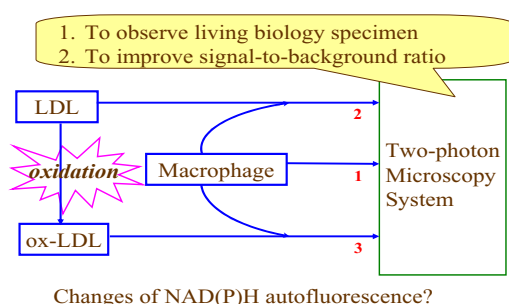 1. To observe living biology specimen
2. To improve signal-to-background ratio
LDL
2
oxidation
Macrophage
1
Two-photon
Microscopy
System
ox-LDL
3
Changes of NAD(P)H autofluorescence?